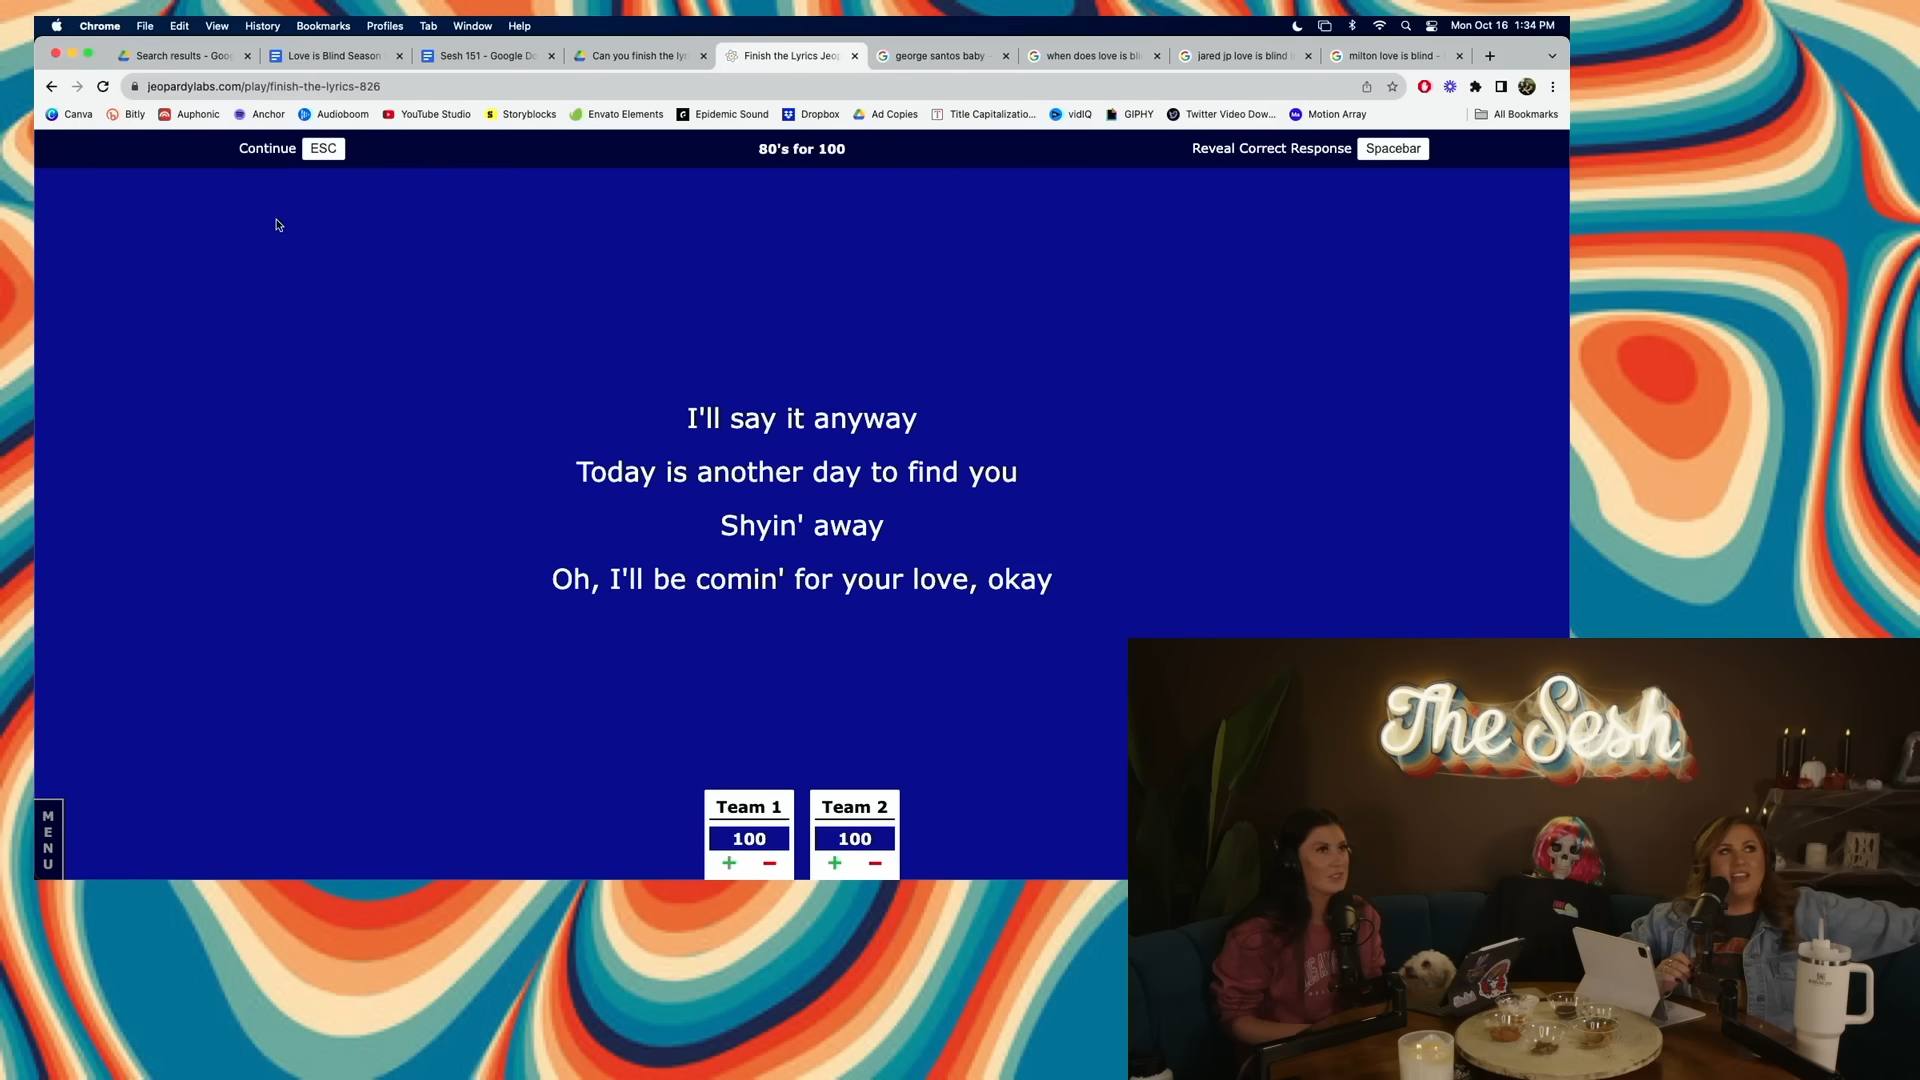 Chrome File Edit View History Bookmarks Profiles Tab Window Help
Mon Oct 16 1:34 PM
Search results - Goo
Love is Blind Season
Sesh 151 - Google Do
Can you finish the lyr
Finish the Lyrics Jeop
george santos baby -
when does love is bli
jared jp love is blind i
milton love is blind -
jeopardylabs.com/play/finish-the-lyrics-826
Canva Bitly Auphonic Anchor Audioboom YouTube Studio Storyblocks Envato Elements Epidemic Sound Dropbox Ad Copies Title Capitalizatio... vidIQ GIPHY Twitter Video Dow... Motion Array All Bookmarks
Continue ESC
80's for 100
Reveal Correct Response Spacebar
I'll say it anyway
Today is another day to find you
Shyin' away
Oh, I'll be comin' for your love, okay
MENU
Team 1
100
+ −
Team 2
100
+ −
The Sesh